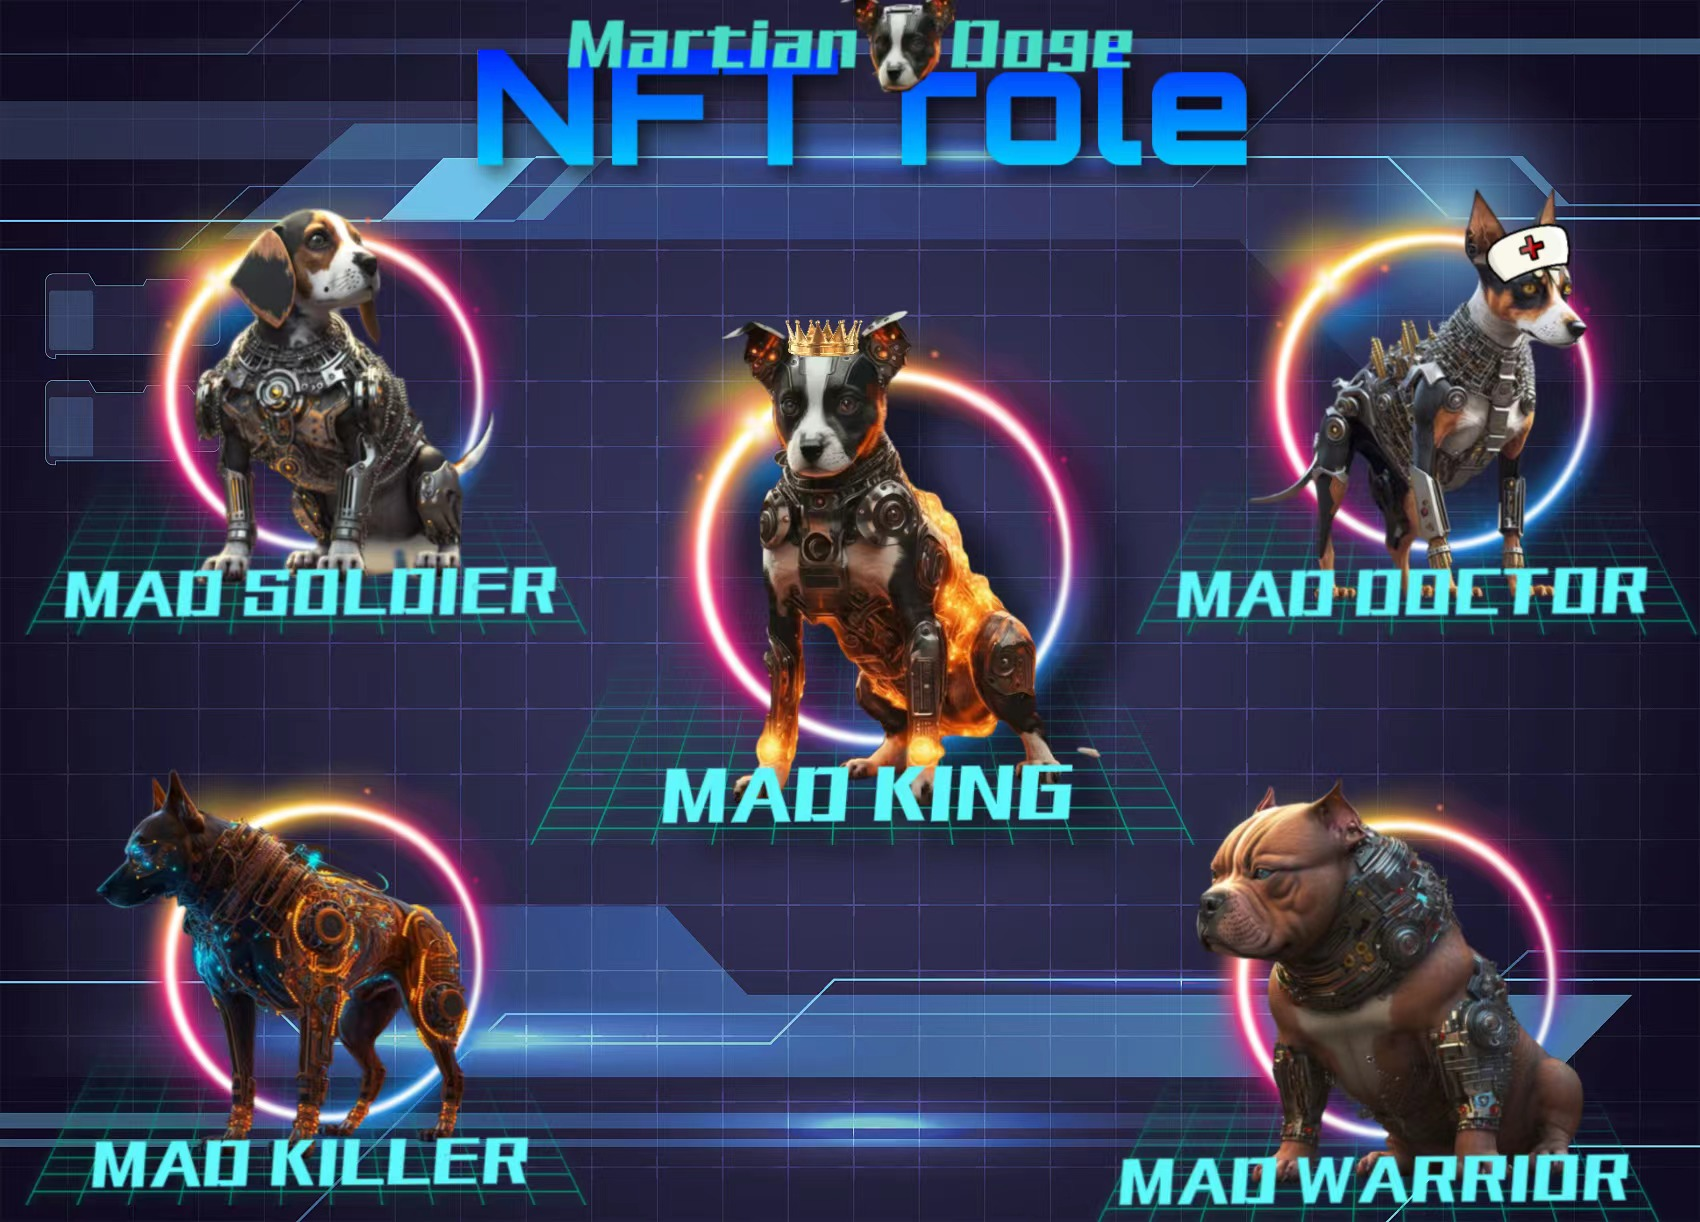 Martian Doge
NFT role
MAD SOLDIER
MAD DOCTOR
MAD KING
MAD KILLER
MAD WARRIOR